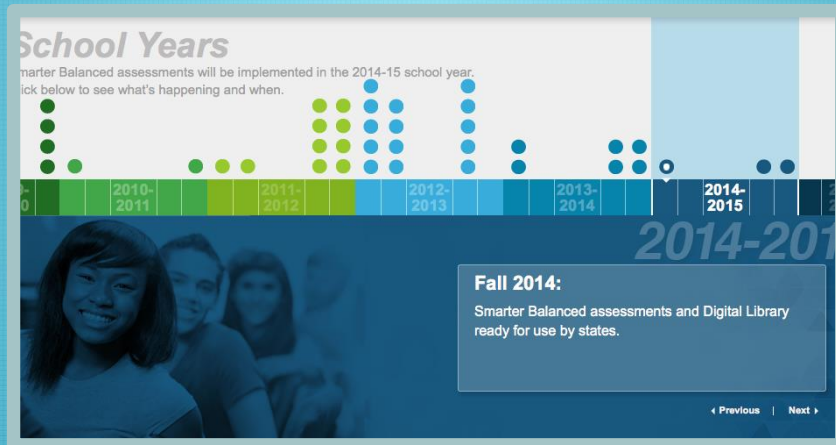 School Years
marter Balanced assessments will be implemented in the 2014-15 school year.
ick below to see what's happening and when.
2010-
2011
2011-
2012
2012-
2013
2013-
2014
2014-
2015
2014-201
Fall 2014:
Smarter Balanced assessments and Digital Library
ready for use by states.
Previous | Next